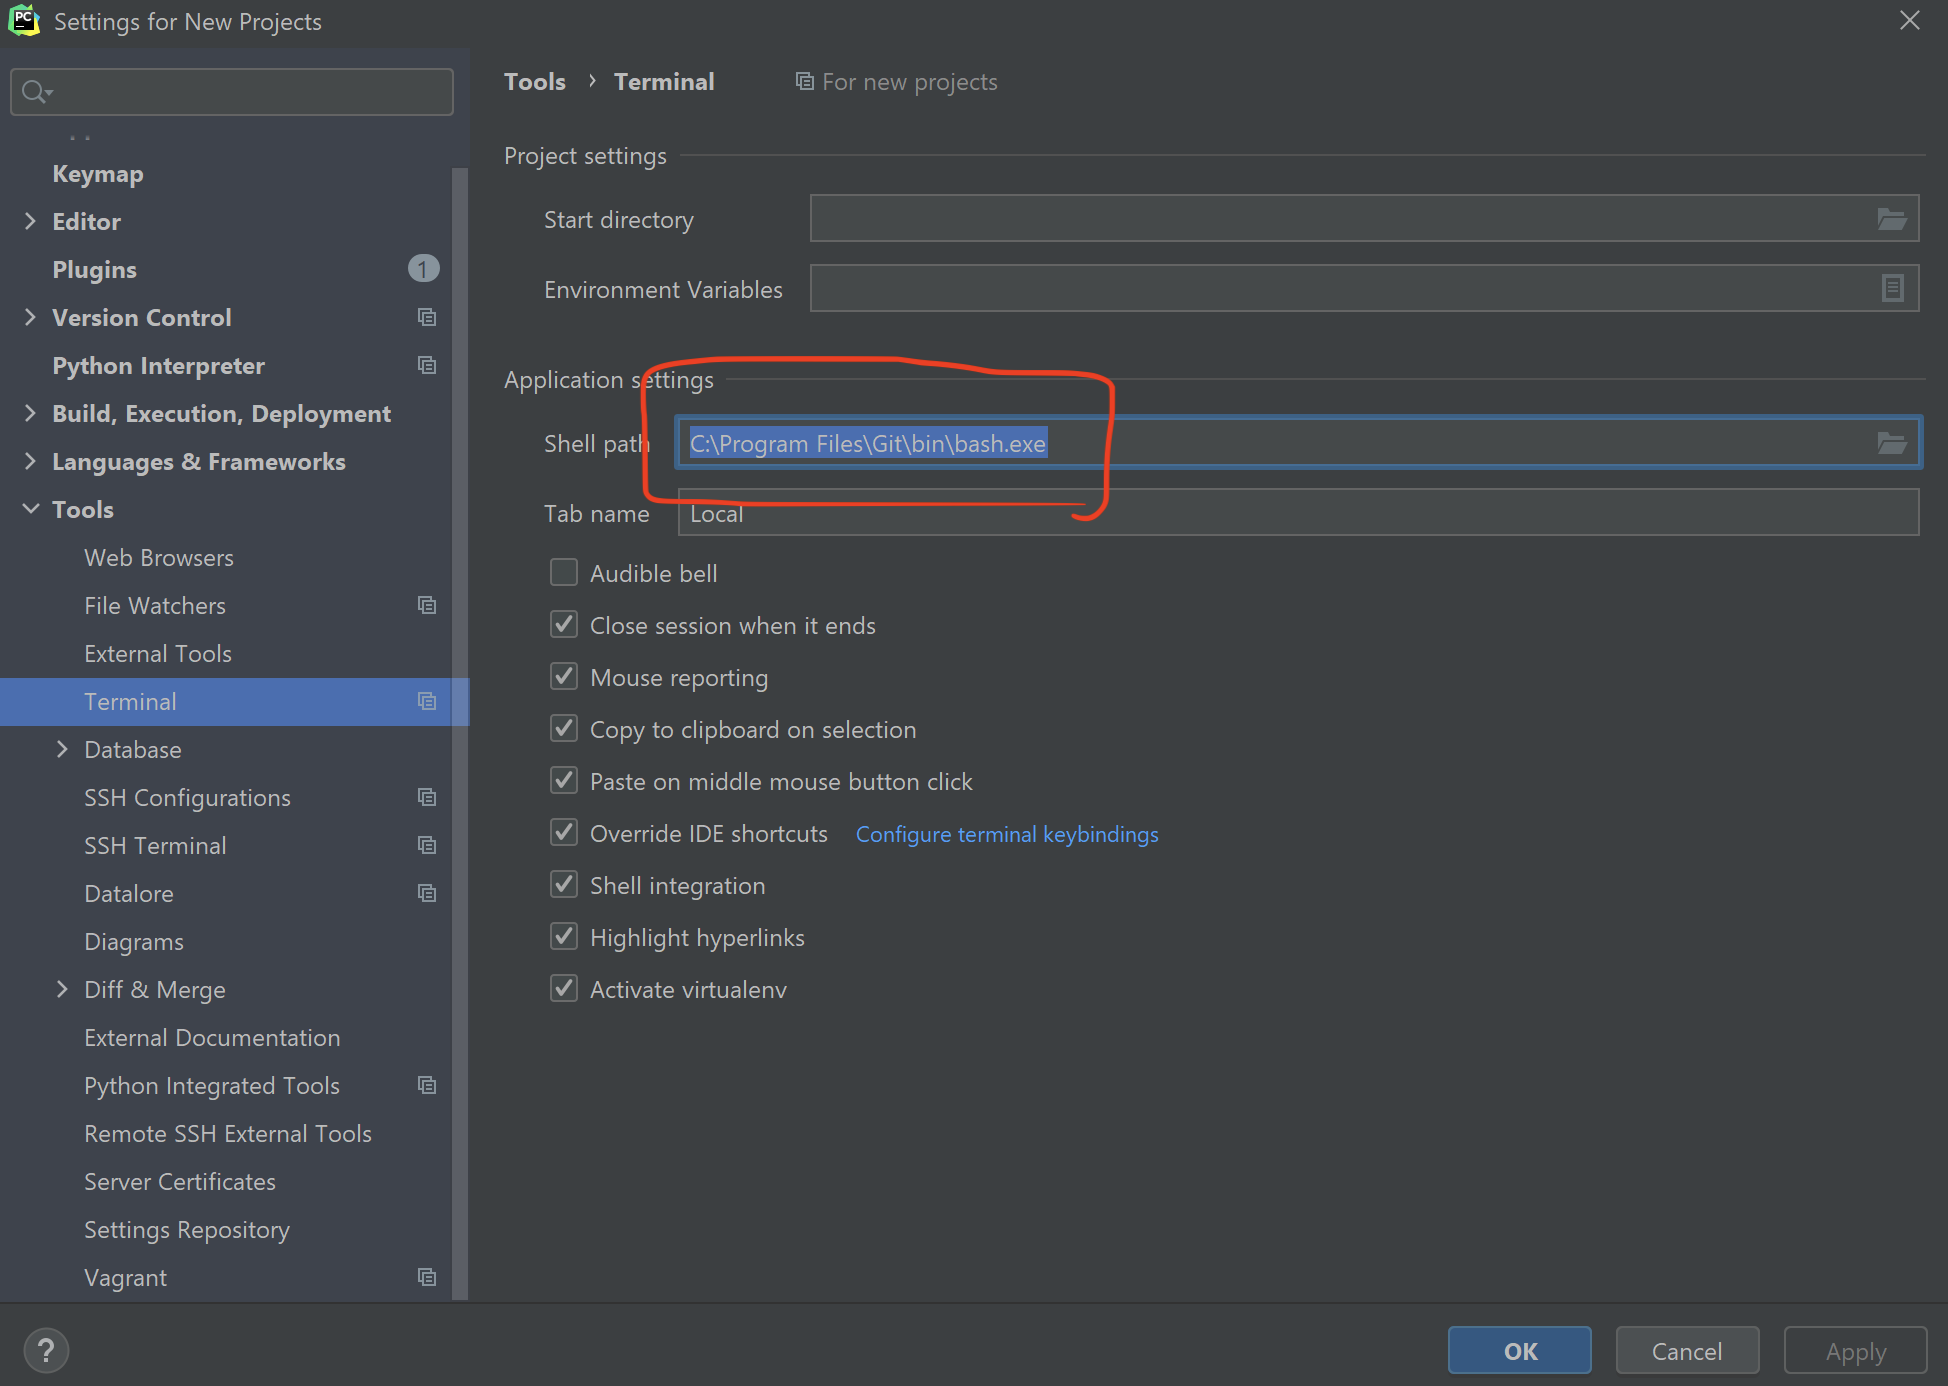 PC
Settings for New Projects
Keymap
Editor
Plugins 1
Version Control
Python Interpreter
Build, Execution, Deployment
Languages & Frameworks
Tools
Web Browsers
File Watchers
External Tools
Terminal
Database
SSH Configurations
SSH Terminal
Datalore
Diagrams
Diff & Merge
External Documentation
Python Integrated Tools
Remote SSH External Tools
Server Certificates
Settings Repository
Vagrant
Tools › Terminal For new projects
Project settings
Start directory
Environment Variables
Application settings
Shell path C:\Program Files\Git\bin\bash.exe
Tab name Local
Audible bell
Close session when it ends
Mouse reporting
Copy to clipboard on selection
Paste on middle mouse button click
Override IDE shortcuts Configure terminal keybindings
Shell integration
Highlight hyperlinks
Activate virtualenv
? OK Cancel Apply